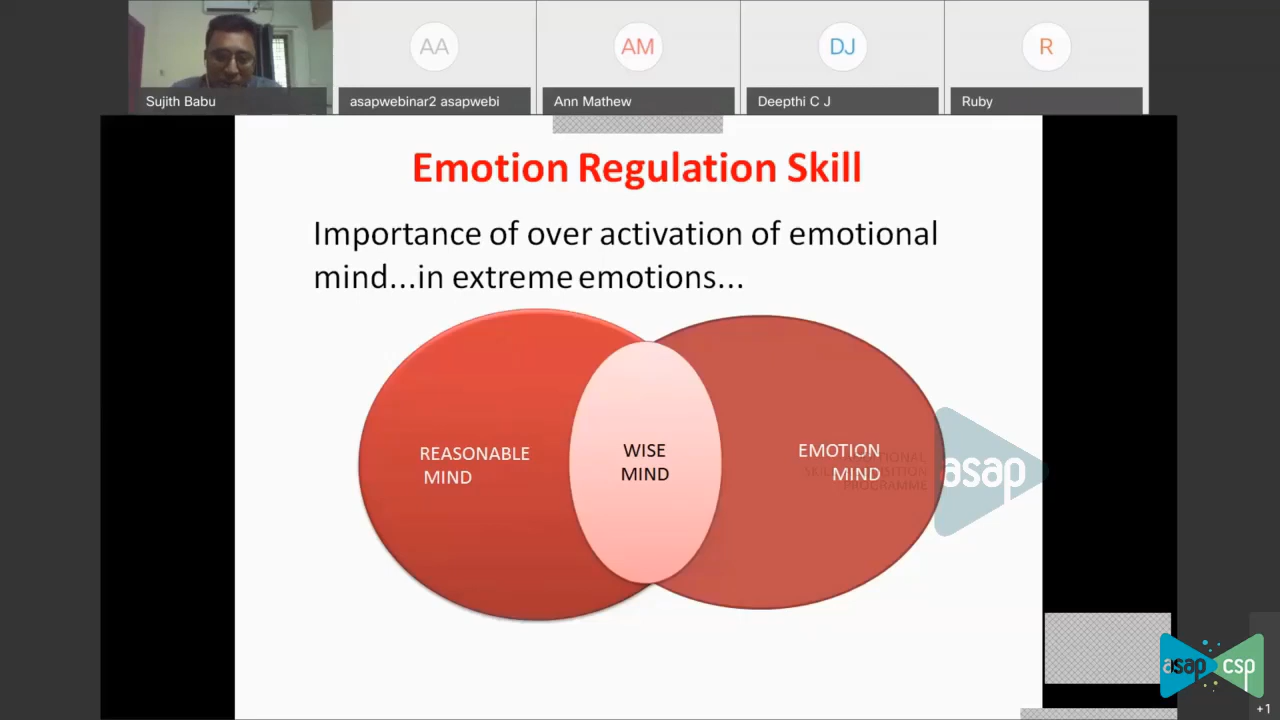 AA
AM
DJ
R
Sujith Babu
asapwebinar2 asapwebi
Ann Mathew
Deepthi C J
Ruby
Emotion Regulation Skill
Importance of over activation of emotional
mind...in extreme emotions...
REASONABLE
MIND
WISE
MIND
EMOTION
MIND
PROGRAMME
asap
asap
csp
+1